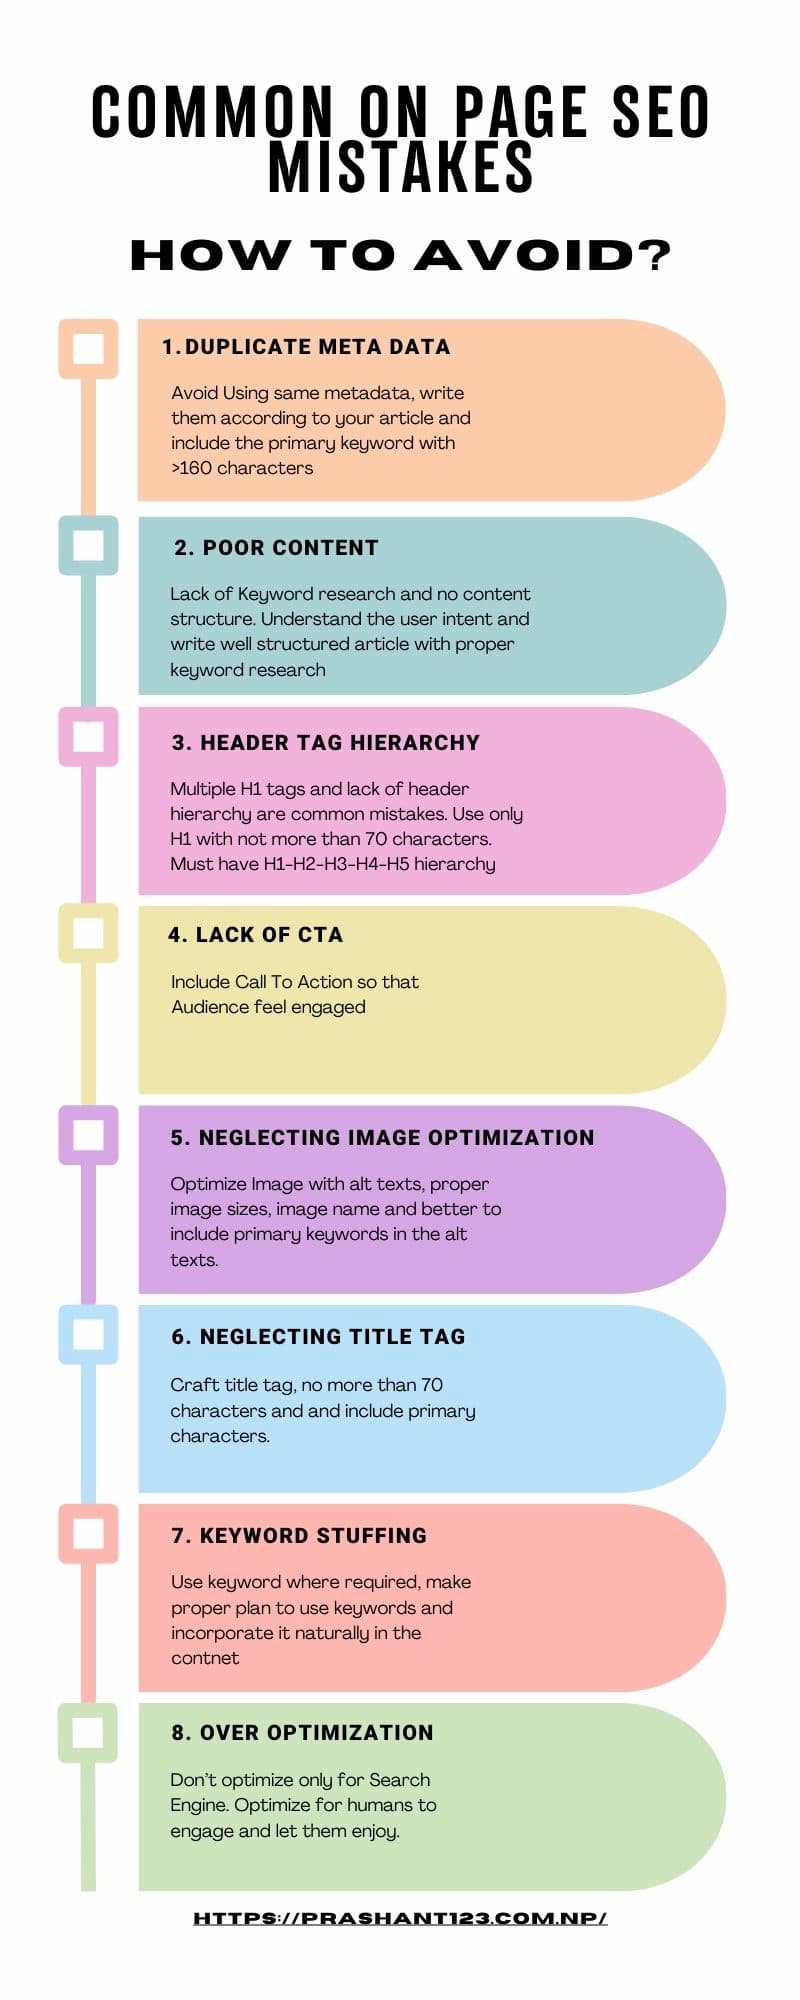 COMMON ON PAGE SEO
MISTAKES
HOW TO AVOID?
1. DUPLICATE META DATA
Avoid Using same metadata, write
them according to your article and
include the primary keyword with
>160 characters
2. POOR CONTENT
Lack of Keyword research and no content
structure. Understand the user intent and
write well structured article with proper
keyword research
3. HEADER TAG HIERARCHY
Multiple H1 tags and lack of header
hierarchy are common mistakes. Use only
H1 with not more than 70 characters.
Must have H1-H2-H3-H4-H5 hierarchy
4. LACK OF CTA
Include Call To Action so that
Audience feel engaged
5. NEGLECTING IMAGE OPTIMIZATION
Optimize Image with alt texts, proper
image sizes, image name and better to
include primary keywords in the alt
texts.
6. NEGLECTING TITLE TAG
Craft title tag, no more than 70
characters and and include primary
characters.
7. KEYWORD STUFFING
Use keyword where required, make
proper plan to use keywords and
incorporate it naturally in the
contnet
8. OVER OPTIMIZATION
Don't optimize only for Search
Engine. Optimize for humans to
engage and let them enjoy.
HTTPS://PRASHANT123.COM.NP/